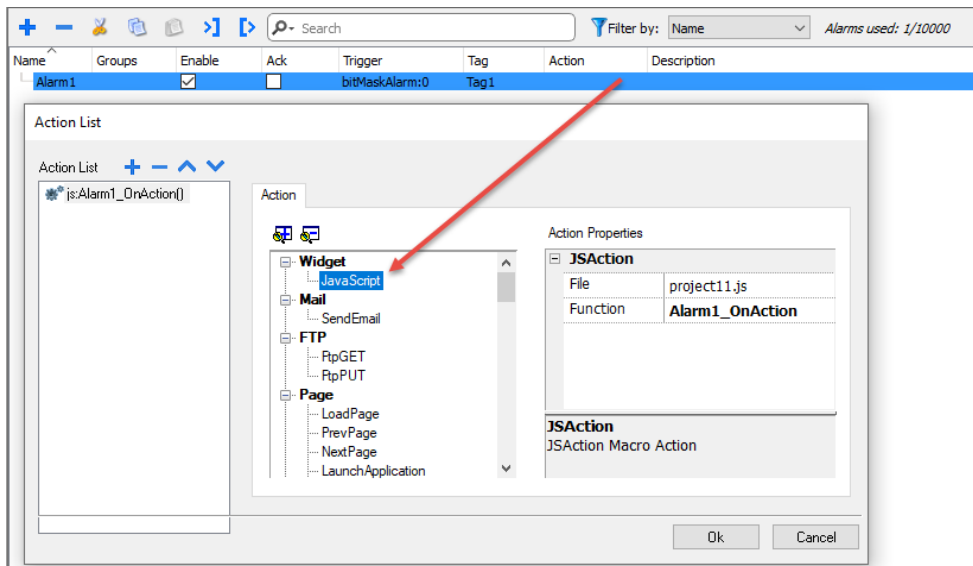 Search
Filter by: Name
Alarms used: 1/10000
Name Groups Enable Ack Trigger Tag Action Description
Alarm1 bitMaskAlarm:0 Tag1
Action List
Action List
js:Alarm1_OnAction()
Action
Widget
JavaScript
Mail
SendEmail
FTP
FtpGET
FtpPUT
Page
LoadPage
PrevPage
NextPage
LaunchApplication
Action Properties
JSAction
File project11.js
Function Alarm1_OnAction
JSAction
JSAction Macro Action
Ok Cancel